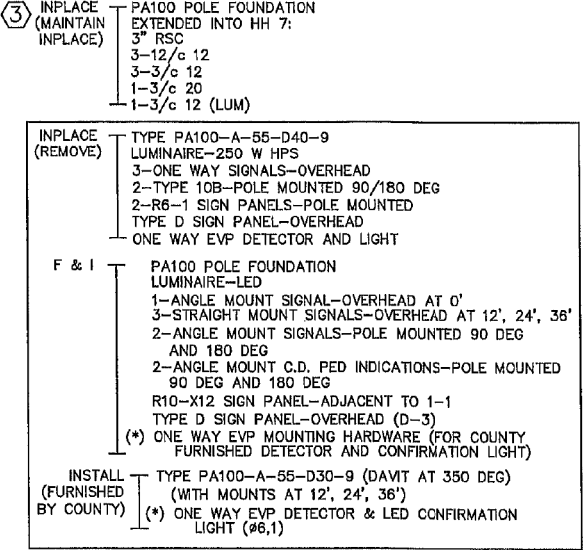 3 INPLACE PA100 POLE FOUNDATION
(MAINTAIN EXTENDED INTO HH 7:
INPLACE) 3" RSC
3-12/c 12
3-3/c 12
1-3/c 20
1-3/c 12 (LUM)
INPLACE TYPE PA100-A-55-D40-9
(REMOVE) LUMINAIRE-250 W HPS
3-ONE WAY SIGNALS-OVERHEAD
2-TYPE 10B-POLE MOUNTED 90/180 DEG
2-R6-1 SIGN PANELS-POLE MOUNTED
TYPE D SIGN PANEL-OVERHEAD
ONE WAY EVP DETECTOR AND LIGHT
F & I PA100 POLE FOUNDATION
LUMINAIRE-LED
1-ANGLE MOUNT SIGNAL-OVERHEAD AT 0'
3-STRAIGHT MOUNT SIGNALS-OVERHEAD AT 12', 24', 36'
2-ANGLE MOUNT SIGNALS-POLE MOUNTED 90 DEG
AND 180 DEG
2-ANGLE MOUNT C.D. PED INDICATIONS-POLE MOUNTED
90 DEG AND 180 DEG
R10-X12 SIGN PANEL-ADJACENT TO 1-1
TYPE D SIGN PANEL-OVERHEAD (D-3)
(*) ONE WAY EVP MOUNTING HARDWARE (FOR COUNTY
FURNISHED DETECTOR AND CONFIRMATION LIGHT)
INSTALL TYPE PA100-A-55-D30-9 (DAVIT AT 350 DEG)
(FURNISHED (WITH MOUNTS AT 12', 24', 36')
BY COUNTY) (*) ONE WAY EVP DETECTOR & LED CONFIRMATION
LIGHT (ø6,1)